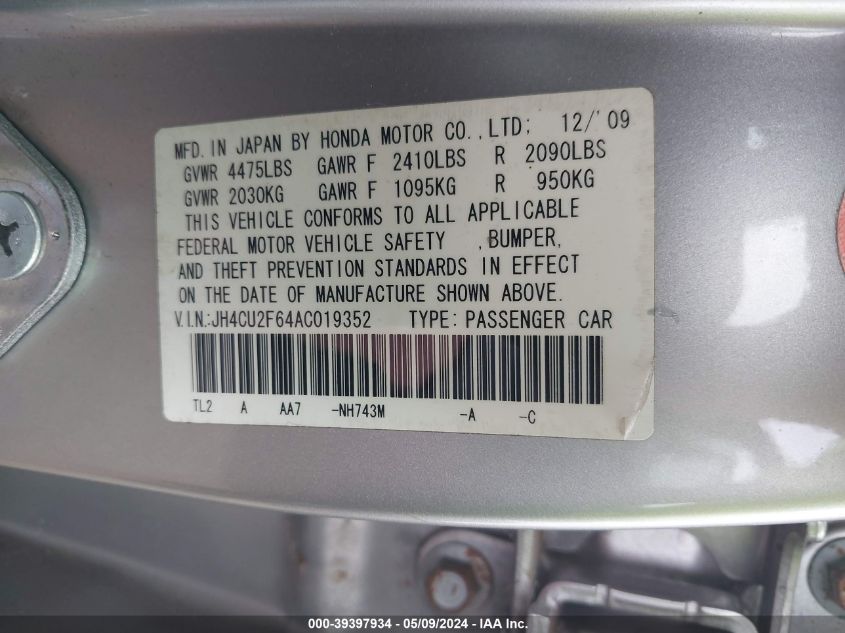 MFD. IN JAPAN BY HONDA MOTOR CO.,LTD; 12/'09
GVWR 4475LBS GAWR F 2410LBS R 2090LBS
GVWR 2030KG GAWR F 1095KG R 950KG
THIS VEHICLE CONFORMS TO ALL APPLICABLE
FEDERAL MOTOR VEHICLE SAFETY ,BUMPER,
AND THEFT PREVENTION STANDARDS IN EFFECT
ON THE DATE OF MANUFACTURE SHOWN ABOVE.
V.I.N.:JH4CU2F64AC019352 TYPE: PASSENGER CAR
TL2 A AA7 -NH743M -A -C
000-39397934 - 05/09/2024 - IAA Inc.